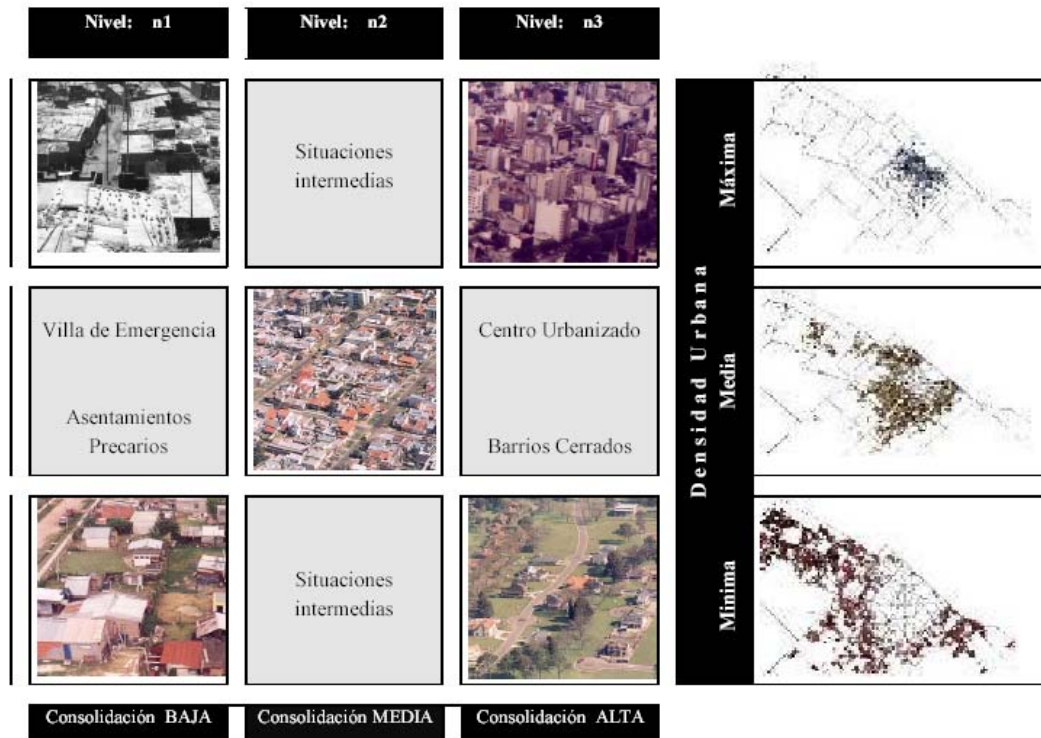 Nivel: n1
Nivel: n2
Nivel: n3
Situaciones
intermedias
Máxima
Villa de Emergencia
Asentamientos
Precarios
Centro Urbanizado
Barrios Cerrados
Densidad Urbana
Media
Situaciones
intermedias
Minima
Consolidación BAJA
Consolidación MEDIA
Consolidación ALTA